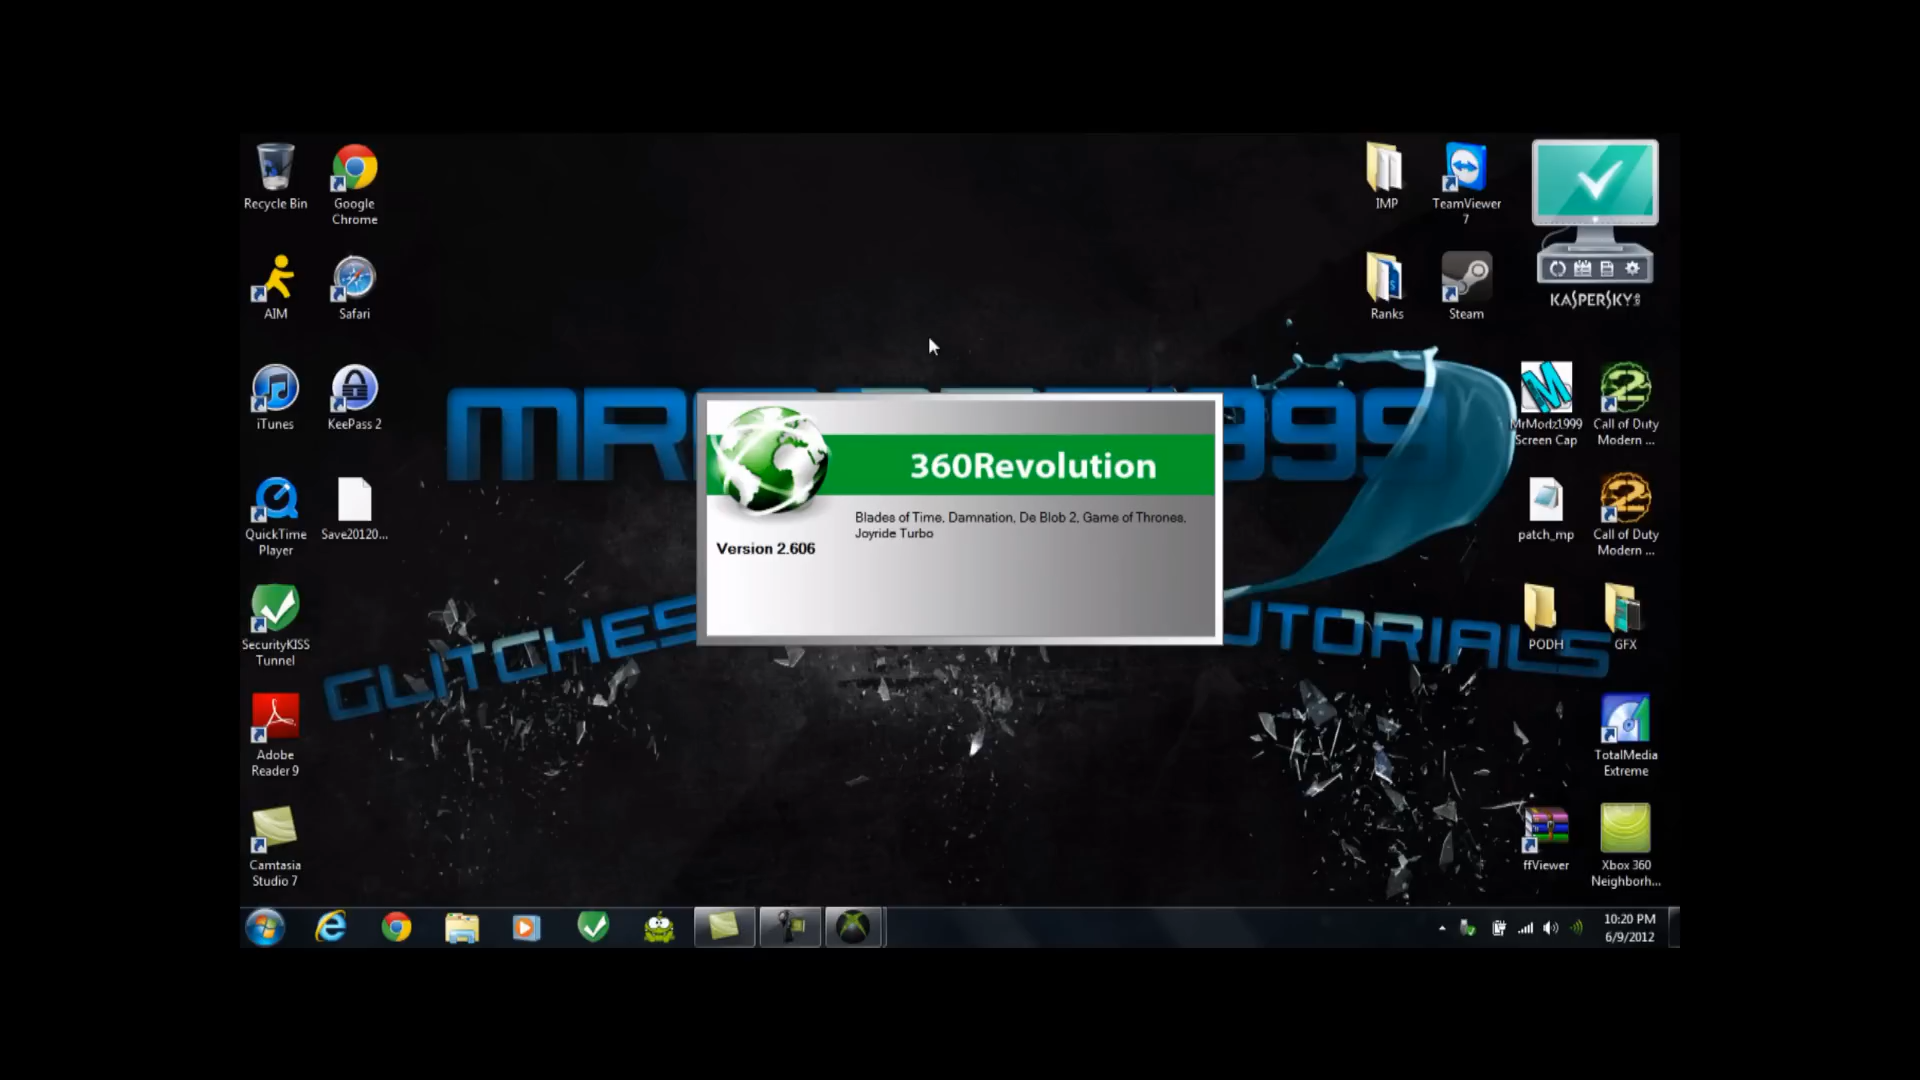 Recycle Bin
Google
Chrome
IMP
TeamViewer
7
AIM
Safari
Ranks
Steam
KASPERSKY
iTunes
KeePass 2
MrModz1999
Screen Cap
Call of Duty
Modern ...
999
360Revolution
Blades of Time, Damnation, De Blob 2, Game of Thrones,
Joyride Turbo
Version 2.606
QuickTime
Player
Save20120...
patch_mp
Call of Duty
Modern ...
SecurityKISS
Tunnel
GLITCHES
UTORIALS
PODH
GFX
Adobe
Reader 9
TotalMedia
Extreme
Camtasia
Studio 7
ffViewer
Xbox 360
Neighborh...
10:20 PM
6/9/2012